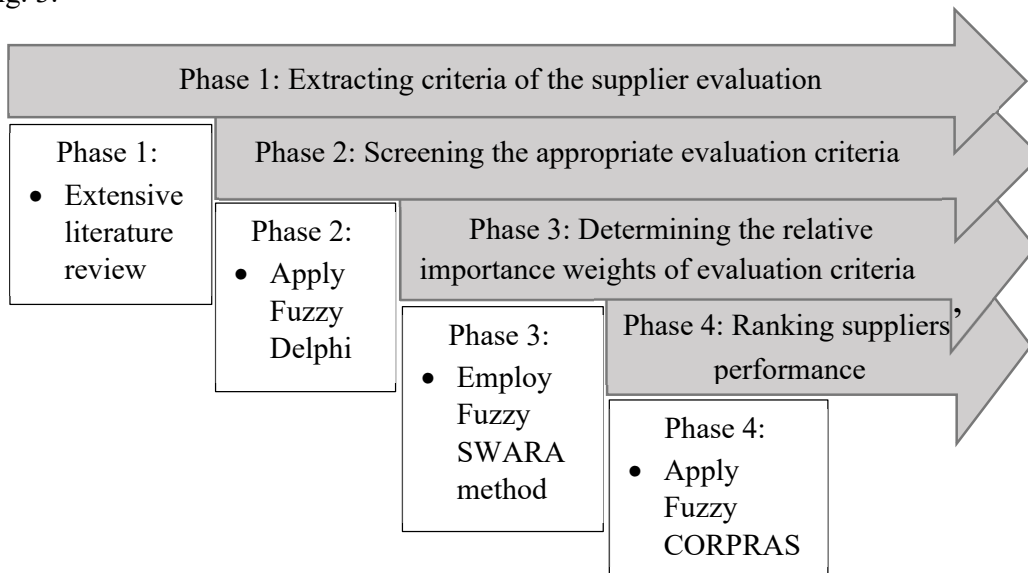 Phase 1: Extracting criteria of the supplier evaluation
Phase 1:
• Extensive
literature
review
Phase 2: Screening the appropriate evaluation criteria
Phase 2:
• Apply
Fuzzy
Delphi
Phase 3: Determining the relative
importance weights of evaluation criteria
Phase 3:
• Employ
Fuzzy
SWARA
method
Phase 4: Ranking suppliers’
performance
Phase 4:
• Apply
Fuzzy
CORPRAS